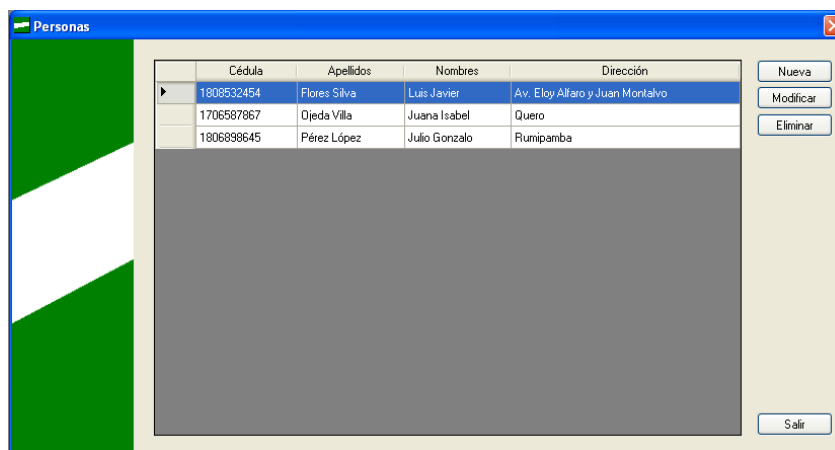 Personas
Cédula Apellidos Nombres Dirección
1808532454 Flores Silva Luis Javier Av. Eloy Alfaro y Juan Montalvo
1706587867 Ojeda Villa Juana Isabel Quero
1806898645 Pérez López Julio Gonzalo Rumipamba
Nueva
Modificar
Eliminar
Salir